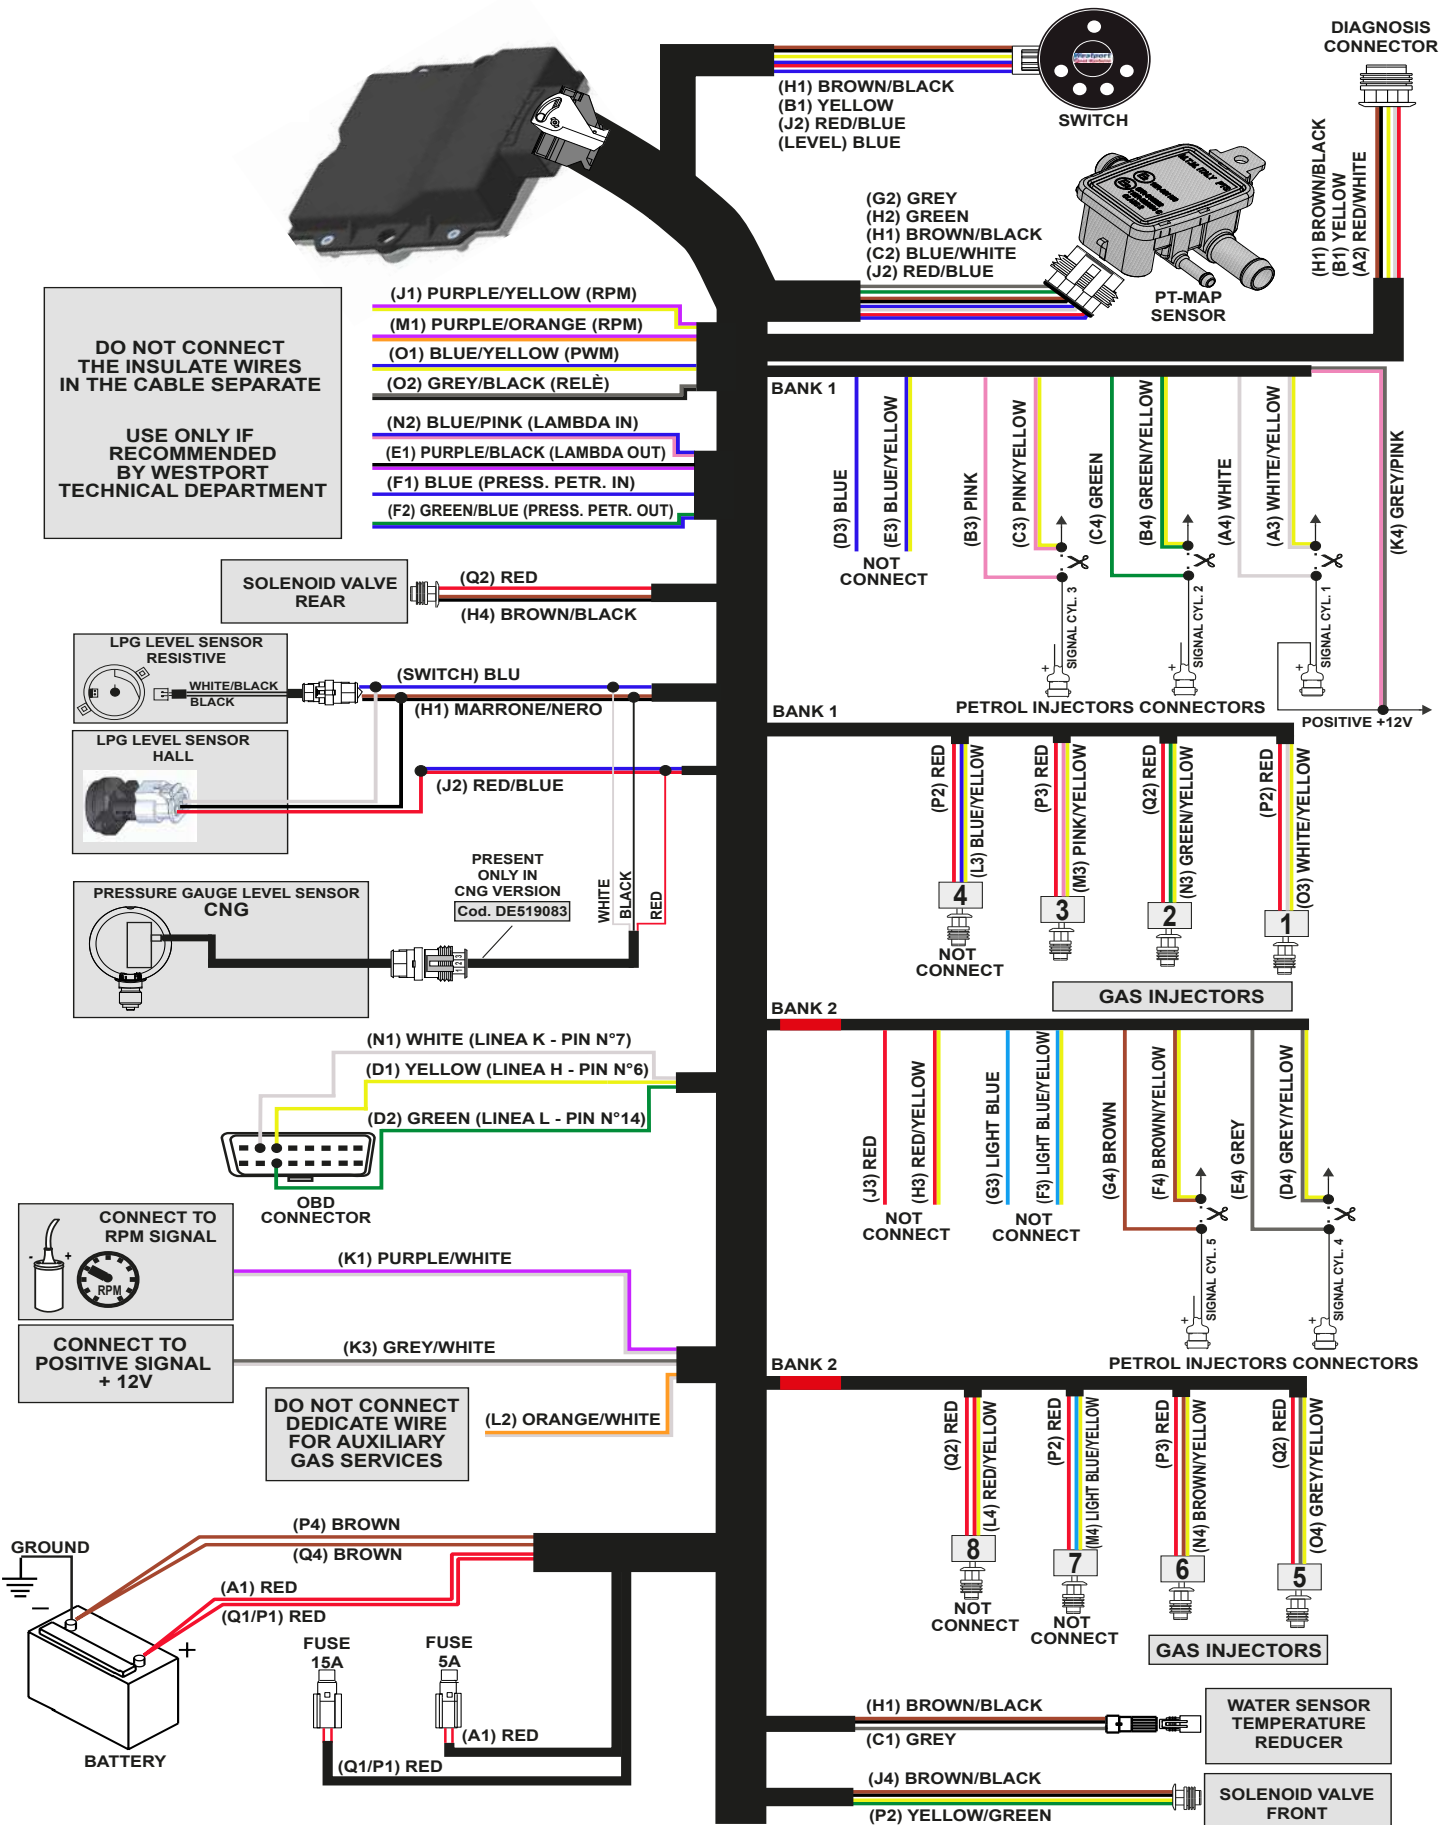 DIAGNOSIS
CONNECTOR
(H1) BROWN/BLACK
(B1) YELLOW
(J2) RED/BLUE
(LEVEL) BLUE
SWITCH
(H1) BROWN/BLACK
(B1) YELLOW
(A2) RED/WHITE
(G2) GREY
(H2) GREEN
(H1) BROWN/BLACK
(C2) BLUE/WHITE
(J2) RED/BLUE
PT-MAP
SENSOR
DO NOT CONNECT
THE INSULATE WIRES
IN THE CABLE SEPARATE
USE ONLY IF
RECOMMENDED
BY WESTPORT
TECHNICAL DEPARTMENT
(J1) PURPLE/YELLOW (RPM)
(M1) PURPLE/ORANGE (RPM)
(O1) BLUE/YELLOW (PWM)
(O2) GREY/BLACK (RELÈ)
(N2) BLUE/PINK (LAMBDA IN)
(E1) PURPLE/BLACK (LAMBDA OUT)
(F1) BLUE (PRESS. PETR. IN)
(F2) GREEN/BLUE (PRESS. PETR. OUT)
BANK 1
(D3) BLUE
(E3) BLUE/YELLOW
NOT
CONNECT
(B3) PINK
(C3) PINK/YELLOW
(C4) GREEN
(B4) GREEN/YELLOW
(A4) WHITE
(A3) WHITE/YELLOW
(K4) GREY/PINK
SIGNAL CYL. 3
SIGNAL CYL. 2
SIGNAL CYL. 1
+
+
+
PETROL INJECTORS CONNECTORS
POSITIVE +12V
SOLENOID VALVE
REAR
(Q2) RED
(H4) BROWN/BLACK
LPG LEVEL SENSOR
RESISTIVE
WHITE/BLACK
BLACK
(SWITCH) BLU
(H1) MARRONE/NERO
LPG LEVEL SENSOR
HALL
(J2) RED/BLUE
BANK 1
(P2) RED
(L3) BLUE/YELLOW
(P3) RED
(M3) PINK/YELLOW
(Q2) RED
(N3) GREEN/YELLOW
(P2) RED
(O3) WHITE/YELLOW
4
3
2
1
NOT
CONNECT
GAS INJECTORS
PRESSURE GAUGE LEVEL SENSOR
CNG
PRESENT
ONLY IN
CNG VERSION
Cod. DE519083
WHITE
BLACK
RED
1 2 3
BANK 2
(J3) RED
(H3) RED/YELLOW
NOT
CONNECT
(G3) LIGHT BLUE
(F3) LIGHT BLUE/YELLOW
NOT
CONNECT
(G4) BROWN
(F4) BROWN/YELLOW
(E4) GREY
(D4) GREY/YELLOW
SIGNAL CYL. 5
SIGNAL CYL. 4
+
+
PETROL INJECTORS CONNECTORS
(N1) WHITE (LINEA K - PIN N°7)
(D1) YELLOW (LINEA H - PIN N°6)
(D2) GREEN (LINEA L - PIN N°14)
OBD
CONNECTOR
CONNECT TO
RPM SIGNAL
- +
RPM
(K1) PURPLE/WHITE
CONNECT TO
POSITIVE SIGNAL
+ 12V
(K3) GREY/WHITE
DO NOT CONNECT
DEDICATE WIRE
FOR AUXILIARY
GAS SERVICES
(L2) ORANGE/WHITE
BANK 2
(Q2) RED
(L4) RED/YELLOW
(P2) RED
(M4) LIGHT BLUE/YELLOW
(P3) RED
(N4) BROWN/YELLOW
(Q2) RED
(O4) GREY/YELLOW
8
7
6
5
NOT
CONNECT
NOT
CONNECT
GAS INJECTORS
GROUND
(P4) BROWN
(Q4) BROWN
(A1) RED
(Q1/P1) RED
−
+
BATTERY
FUSE
15A
FUSE
5A
(A1) RED
(Q1/P1) RED
(H1) BROWN/BLACK
(C1) GREY
WATER SENSOR
TEMPERATURE
REDUCER
(J4) BROWN/BLACK
(P2) YELLOW/GREEN
SOLENOID VALVE
FRONT